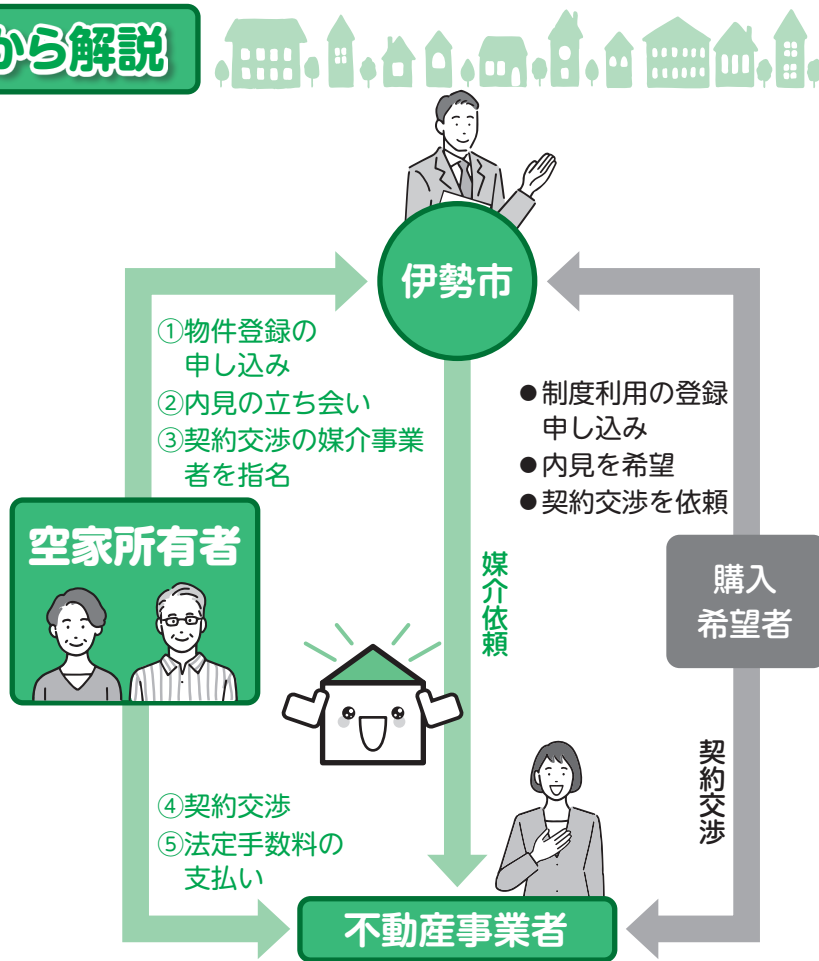 から解説
伊勢市
①物件登録の
申し込み
②内見の立ち会い
③契約交渉の媒介事業
者を指名
●制度利用の登録
申し込み
●内見を希望
●契約交渉を依頼
空家所有者
媒介依頼
購入
希望者
契約交渉
④契約交渉
⑤法定手数料の
支払い
不動産事業者